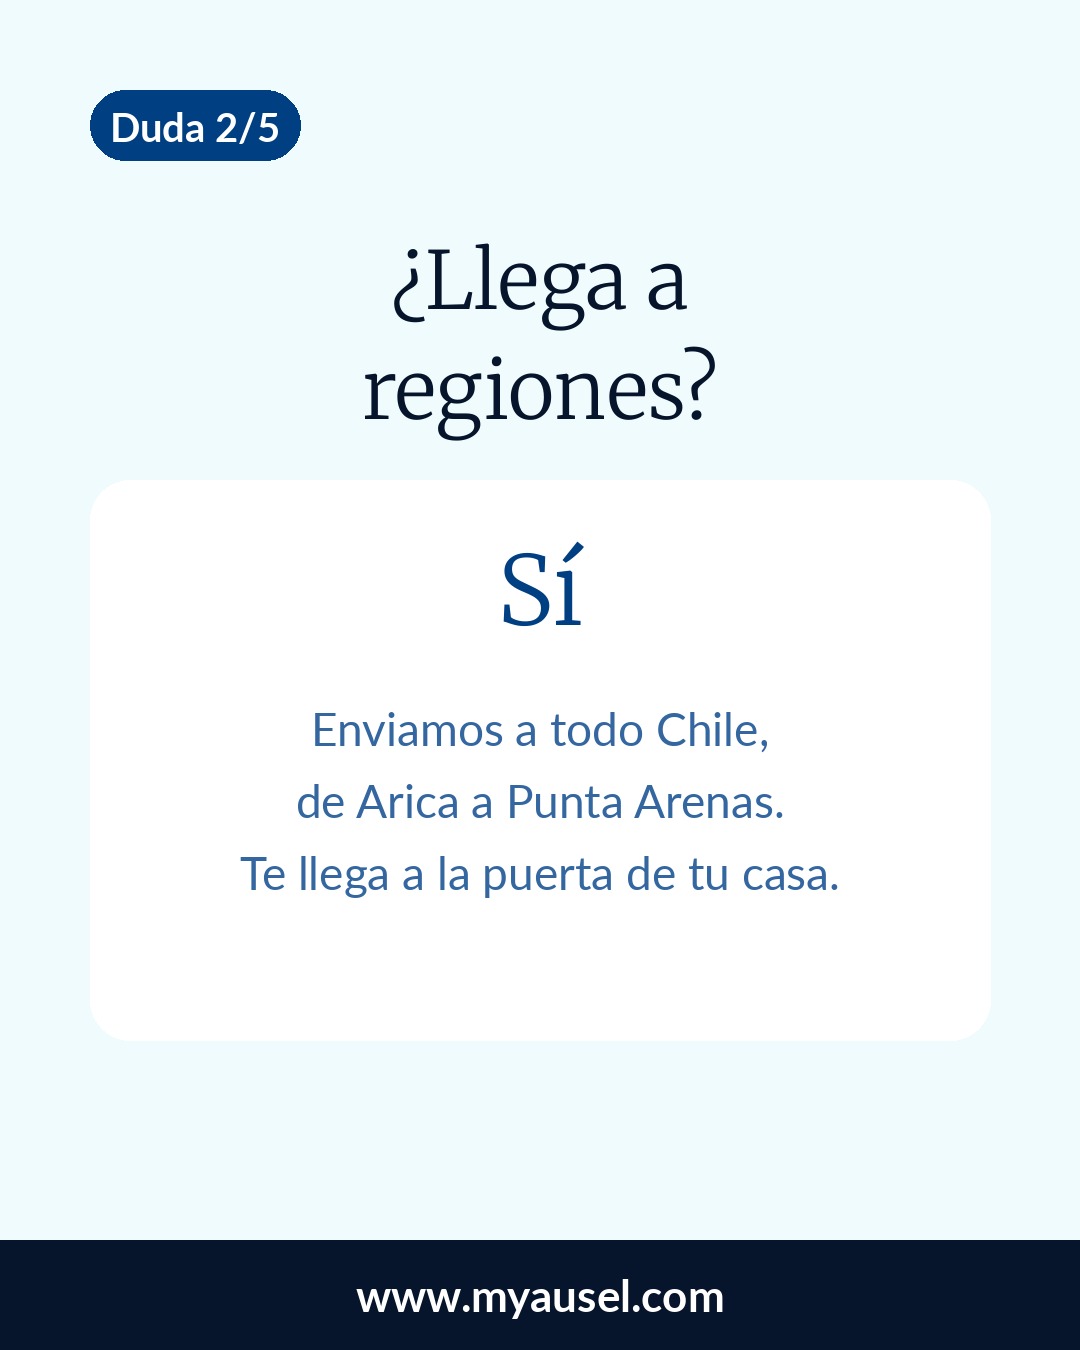 Duda 2/5
¿Llega a
regiones?
Sí
Enviamos a todo Chile,
de Arica a Punta Arenas.
Te llega a la puerta de tu casa.
www.myausel.com